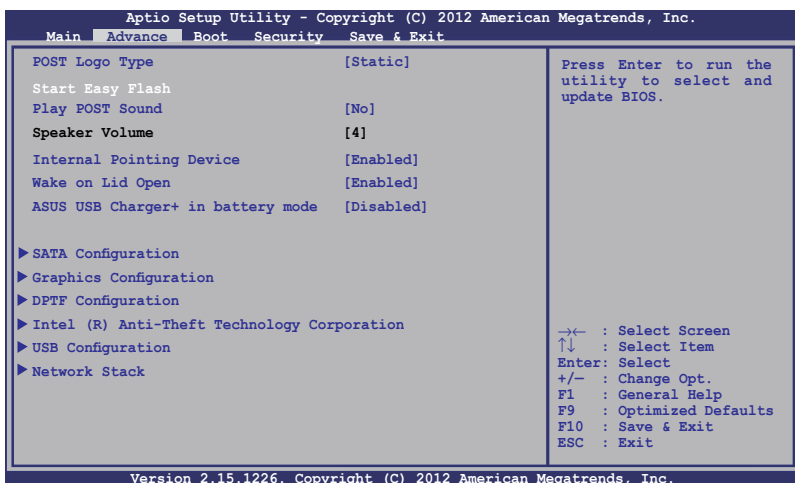 Aptio Setup Utility - Copyright (C) 2012 American Megatrends, Inc.
Main Advance Boot Security Save & Exit
POST Logo Type [Static]
Start Easy Flash
Play POST Sound [No]
Speaker Volume [4]
Internal Pointing Device [Enabled]
Wake on Lid Open [Enabled]
ASUS USB Charger+ in battery mode [Disabled]
▶ SATA Configuration
▶ Graphics Configuration
▶ DPTF Configuration
▶ Intel (R) Anti-Theft Technology Corporation
▶ USB Configuration
▶ Network Stack
Press Enter to run the
utility to select and
update BIOS.
→← : Select Screen
↑↓ : Select Item
Enter: Select
+/— : Change Opt.
F1 : General Help
F9 : Optimized Defaults
F10 : Save & Exit
ESC : Exit
Version 2.15.1226. Copyright (C) 2012 American Megatrends, Inc.